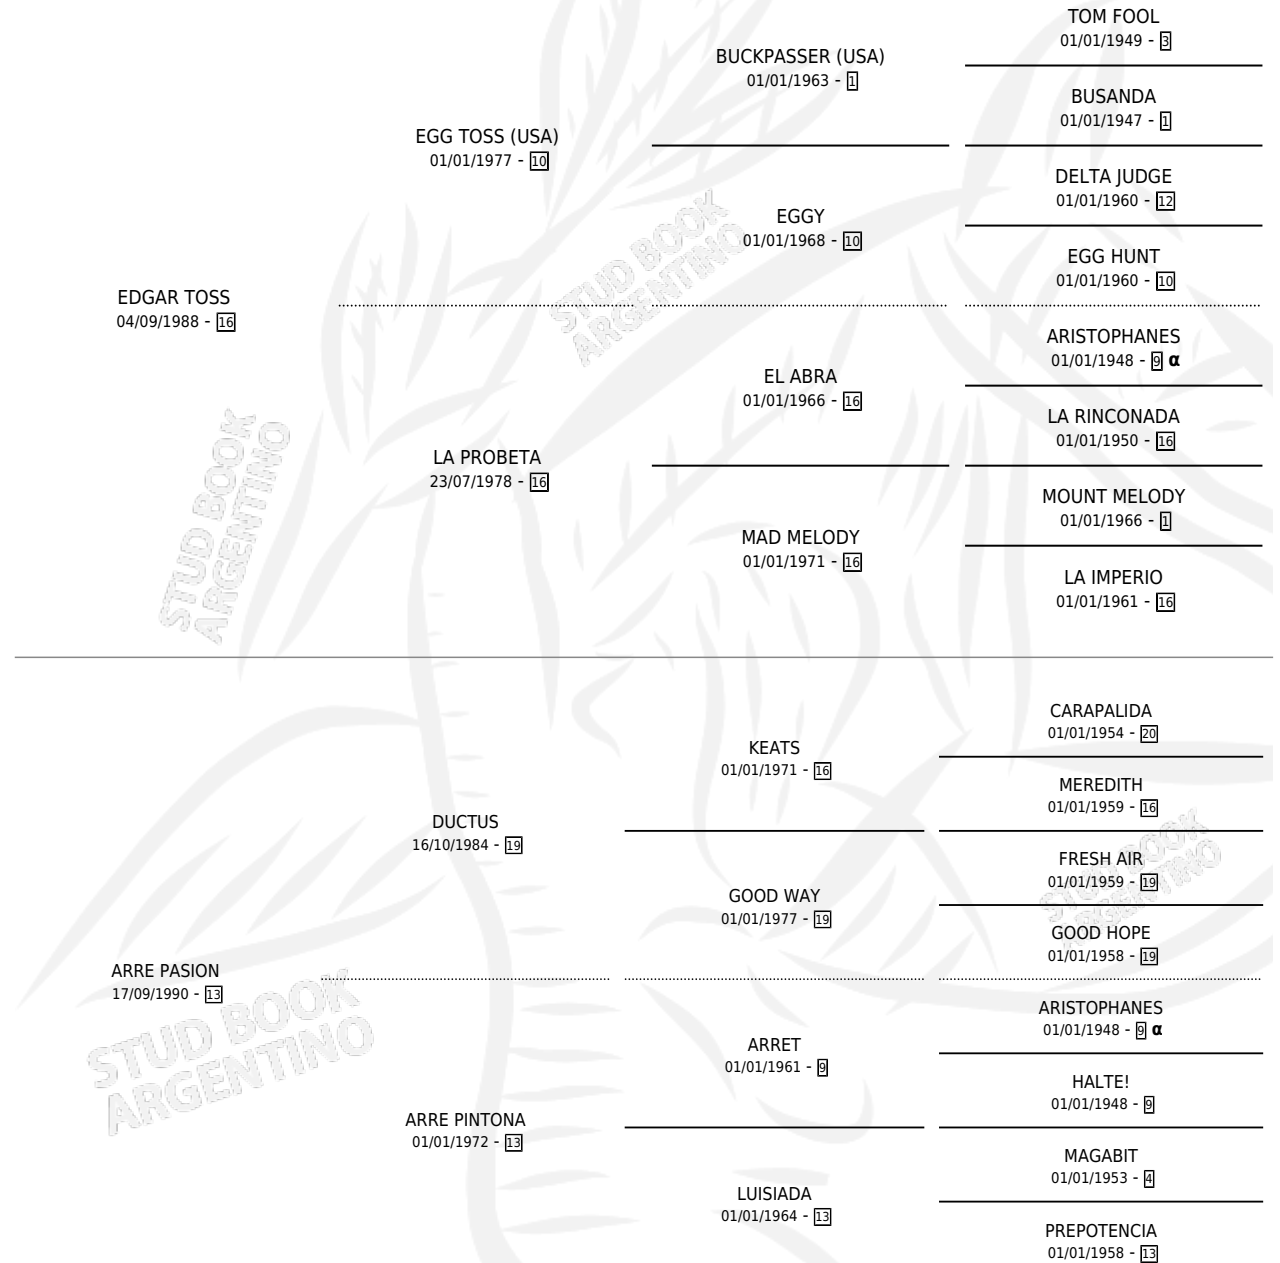 EDGAR TOSS
04/09/1988 - 16
EGG TOSS (USA)
01/01/1977 - 10
BUCKPASSER (USA)
01/01/1963 - 1
TOM FOOL
01/01/1949 - 3
BUSANDA
01/01/1947 - 1
EGGY
01/01/1968 - 10
DELTA JUDGE
01/01/1960 - 12
EGG HUNT
01/01/1960 - 10
LA PROBETA
23/07/1978 - 16
EL ABRA
01/01/1966 - 16
ARISTOPHANES
01/01/1948 - 9 α
LA RINCONADA
01/01/1950 - 16
MAD MELODY
01/01/1971 - 16
MOUNT MELODY
01/01/1966 - 1
LA IMPERIO
01/01/1961 - 16
ARRE PASION
17/09/1990 - 13
DUCTUS
16/10/1984 - 19
KEATS
01/01/1971 - 16
CARAPALIDA
01/01/1954 - 20
MEREDITH
01/01/1959 - 16
GOOD WAY
01/01/1977 - 19
FRESH AIR
01/01/1959 - 19
GOOD HOPE
01/01/1958 - 19
ARRE PINTONA
01/01/1972 - 13
ARRET
01/01/1961 - 9
ARISTOPHANES
01/01/1948 - 9 α
HALTE!
01/01/1948 - 9
LUISIADA
01/01/1964 - 13
MAGABIT
01/01/1953 - 4
PREPOTENCIA
01/01/1958 - 13
STUD BOOK
ARGENTINO
STUD BOOK
ARGENTINO
STUD BOOK
ARGENTINO
STUD BOOK
ARGENTINO